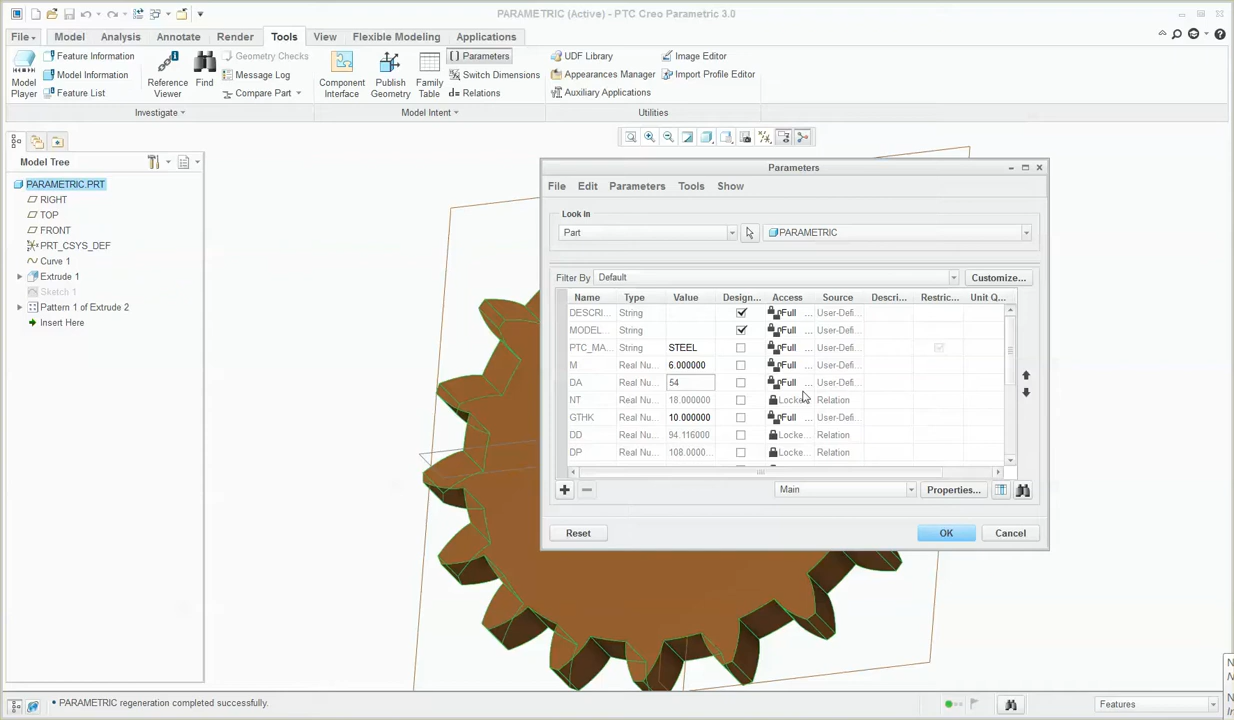 PARAMETRIC (Active) - PTC Creo Parametric 3.0
File
Model
Analysis
Annotate
Render
Tools
View
Flexible Modeling
Applications
Model Player
Feature Information
Model Information
Feature List
Reference Viewer
Find
Geometry Checks
Message Log
Compare Part
Component Interface
Publish Geometry
Family Table
Parameters
Switch Dimensions
Relations
UDF Library
Appearances Manager
Auxiliary Applications
Image Editor
Import Profile Editor
Investigate
Model Intent
Utilities
Model Tree
PARAMETRIC.PRT
RIGHT
TOP
FRONT
PRT_CSYS_DEF
Curve 1
Extrude 1
Sketch 1
Pattern 1 of Extrude 2
Insert Here
Parameters
File Edit Parameters Tools Show
Look In
Part
PARAMETRIC
Filter By Default
Customize...
Name Type Value Design... Access Source Descri... Restric... Unit Q...
DESCRI... String Full ... User-Defi...
MODEL... String Full ... User-Defi...
PTC_MA... String STEEL Full ... User-Defi...
M Real Nu... 6.000000 Full ... User-Defi...
DA Real Nu... 54 Full ... User-Defi...
NT Real Nu... 18.000000 Locke... Relation
GTHK Real Nu... 10.000000 Full ... User-Defi...
DD Real Nu... 94.116000 Locke... Relation
DP Real Nu... 108.0000... Locke... Relation
Main
Properties...
Reset
OK
Cancel
• PARAMETRIC regeneration completed successfully.
Features